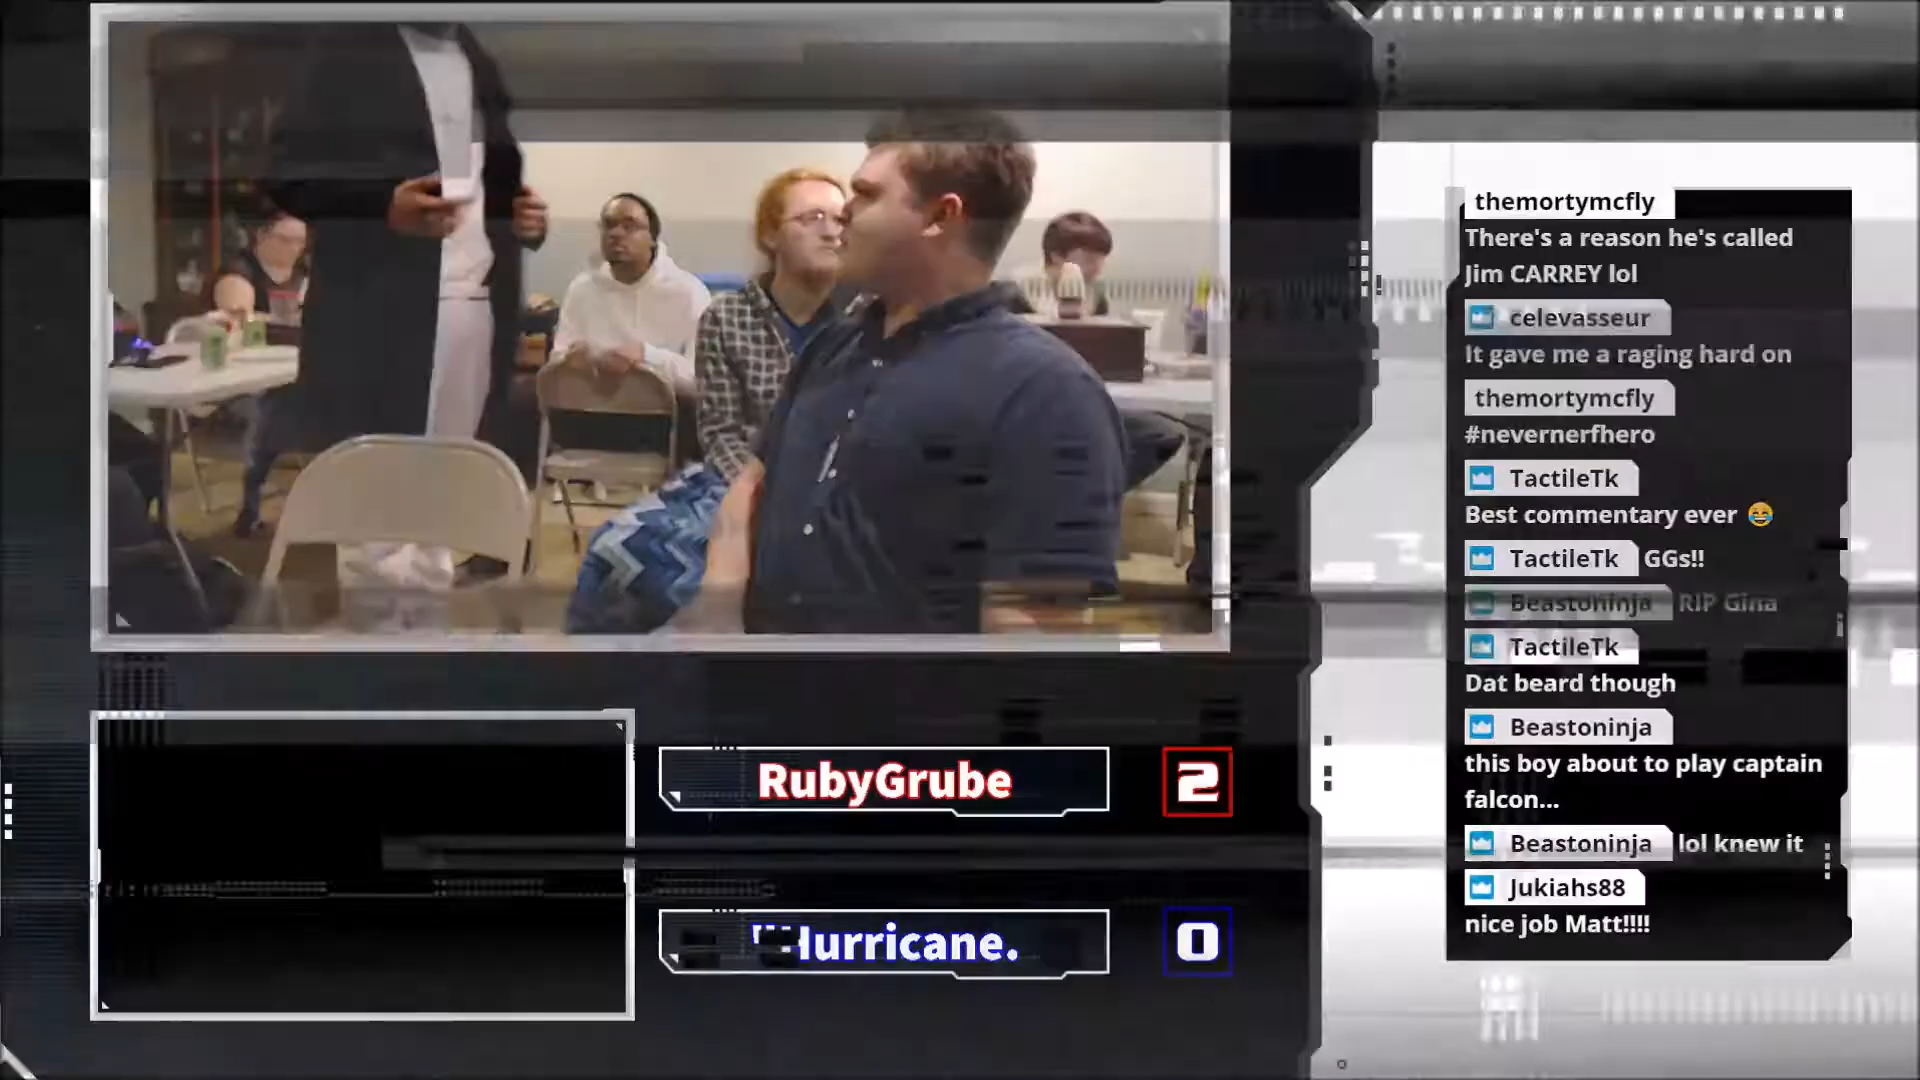 themortymcfly
There's a reason he's called
Jim CARREY lol
celevasseur
It gave me a raging hard on
themortymcfly
#nevernerfhero
TactileTk
Best commentary ever 😂
TactileTk GGs!!
Beastoninja RIP Gina
TactileTk
Dat beard though
Beastoninja
this boy about to play captain
falcon...
Beastoninja lol knew it
Jukiahs88
nice job Matt!!!!
RubyGrube 2
Hurricane. 0